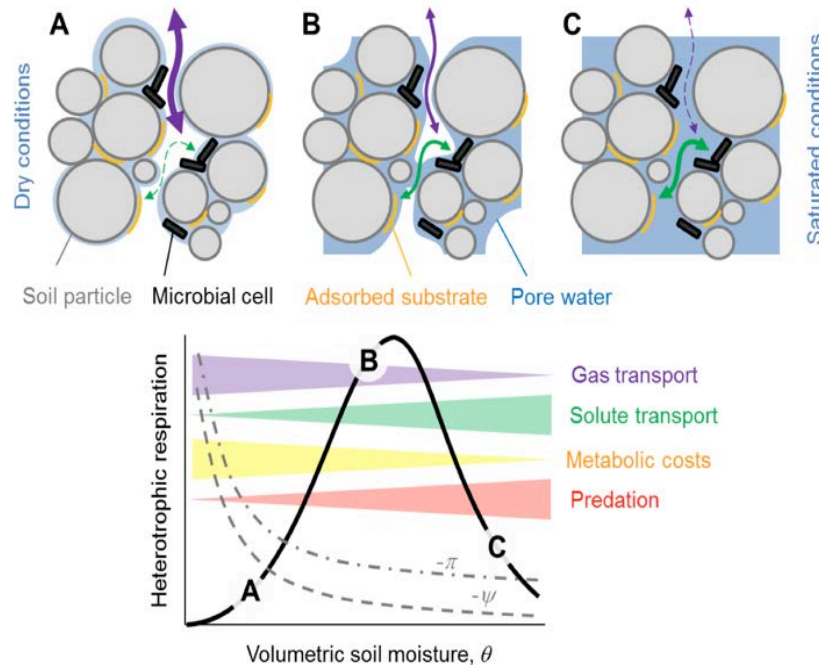 A
B
C
Dry conditions
Saturated conditions
Soil particle
Microbial cell
Adsorbed substrate
Pore water
Heterotrophic respiration
B
Gas transport
Solute transport
Metabolic costs
Predation
C
A
-π
-ψ
Volumetric soil moisture, θ